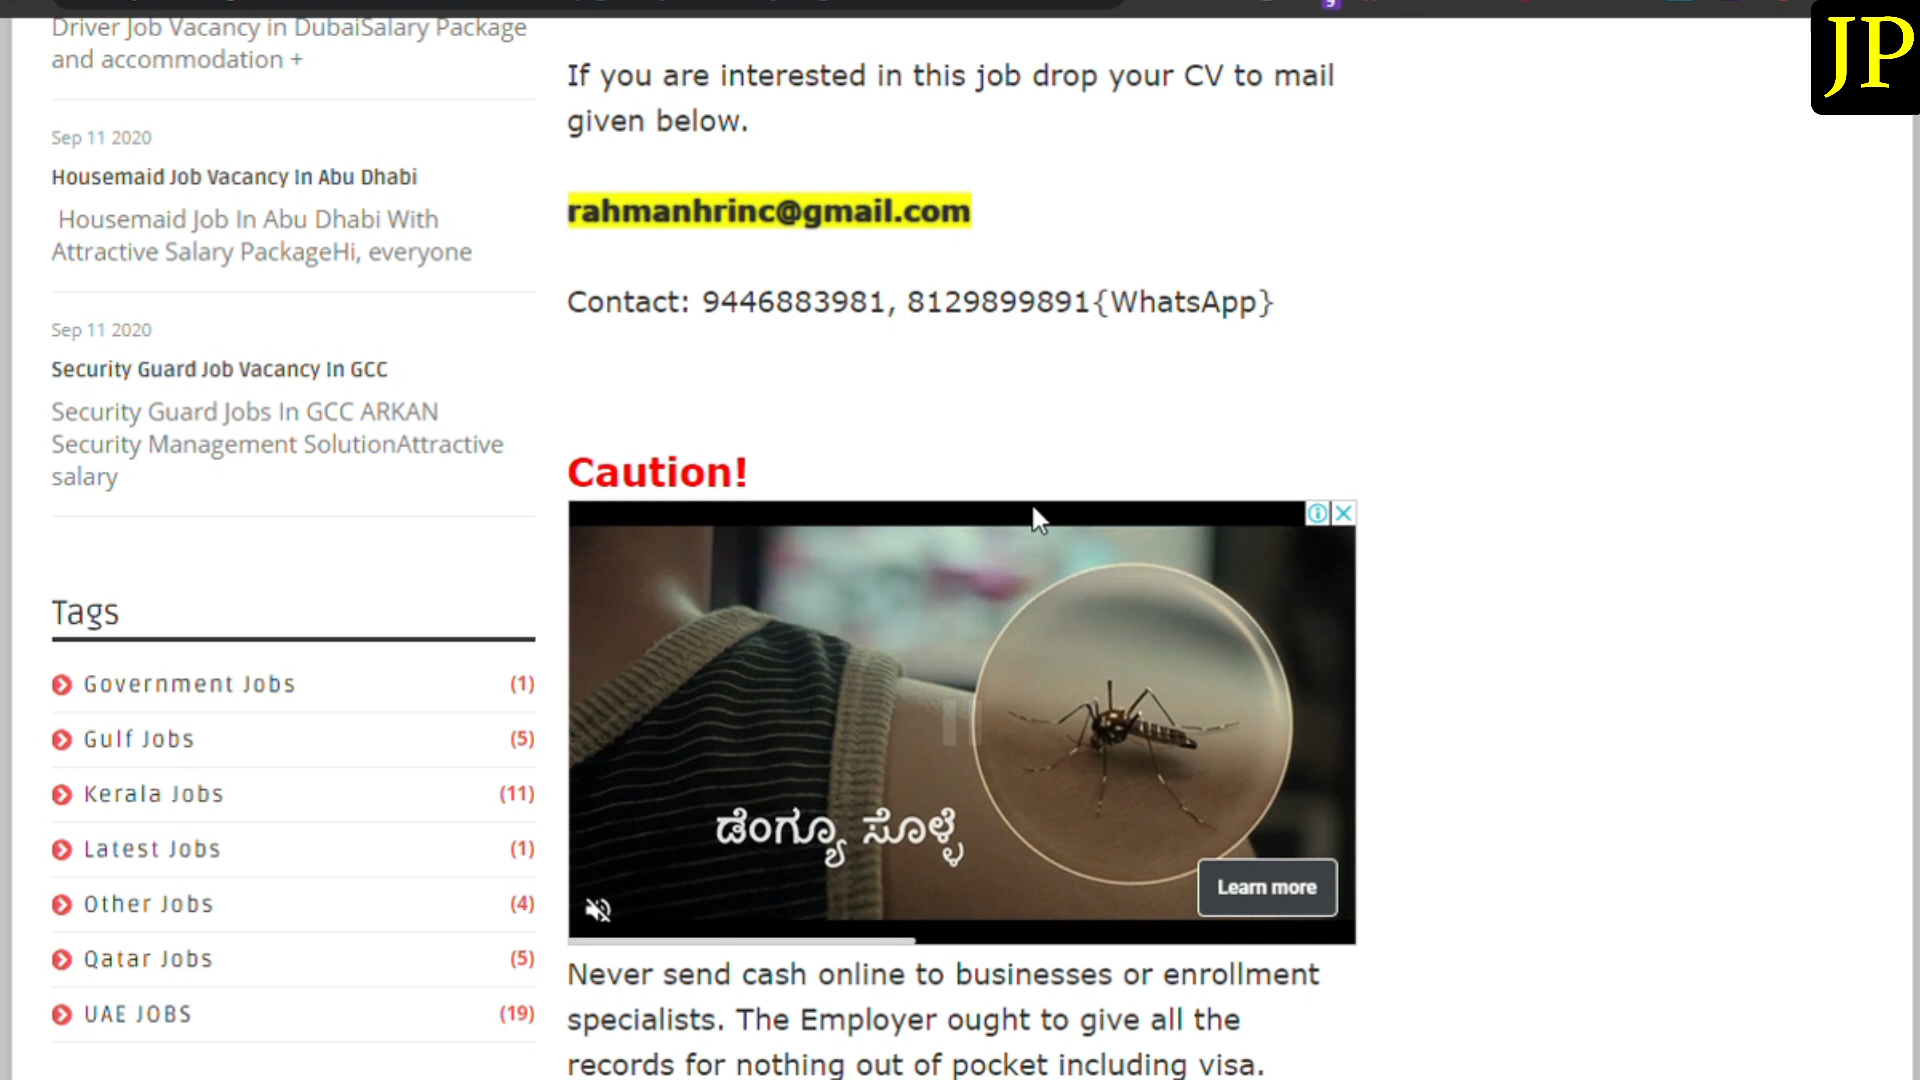 JP
Driver Job Vacancy in DubaiSalary Package
and accommodation +
Sep 11 2020
Housemaid Job Vacancy In Abu Dhabi
Housemaid Job In Abu Dhabi With
Attractive Salary PackageHi, everyone
Sep 11 2020
Security Guard Job Vacancy In GCC
Security Guard Jobs In GCC ARKAN
Security Management SolutionAttractive
salary
Tags
Government Jobs (1)
Gulf Jobs (5)
Kerala Jobs (11)
Latest Jobs (1)
Other Jobs (4)
Qatar Jobs (5)
UAE JOBS (19)
If you are interested in this job drop your CV to mail
given below.
rahmanhrinc@gmail.com
Contact: 9446883981, 8129899891{WhatsApp}
Caution!
ಡೆಂಗ್ಯೂ ಸೊಳ್ಳೆ
Learn more
Never send cash online to businesses or enrollment
specialists. The Employer ought to give all the
records for nothing out of pocket including visa.